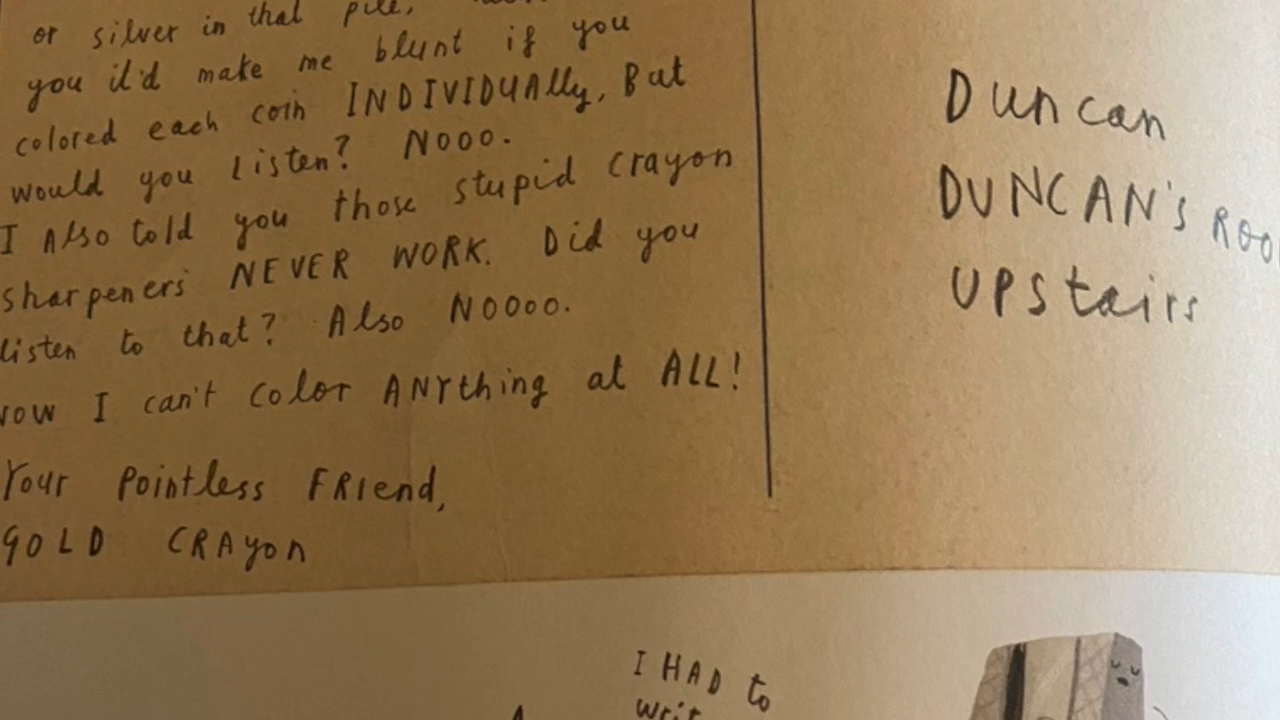 or silver in that pile,
you it'd make me blunt if you
colored each coin INDIVIDUAlly, But
would you listen? Nooo.
I Also told you those stupid crayon
sharpeners NEVER WORK. Did you
listen to that? Also Noooo.
now I can't color ANYthing at ALL!
Your Pointless FRIend,
GOLD CRAyon
Duncan
DUNCAN's
UPstairs
I HAD to